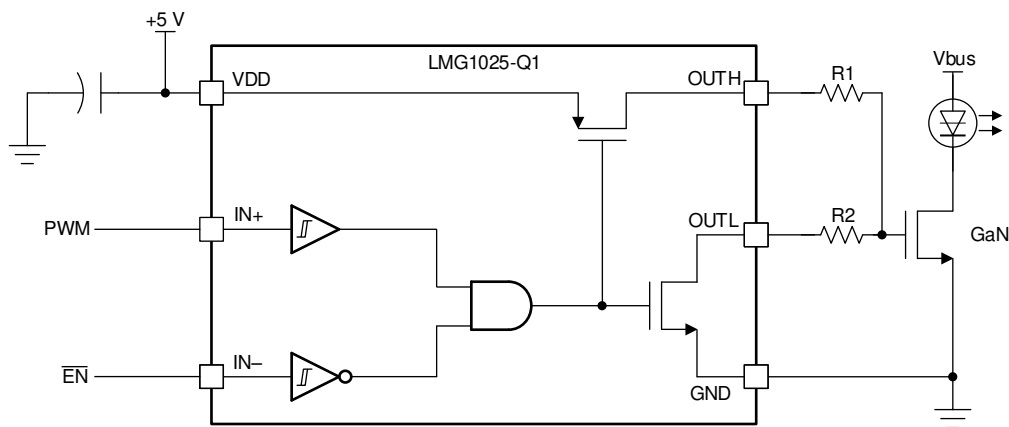 +5 V
LMG1025-Q1
VDD
OUTH
R1
Vbus
PWM
IN+
OUTL
R2
GaN
EN
IN–
GND